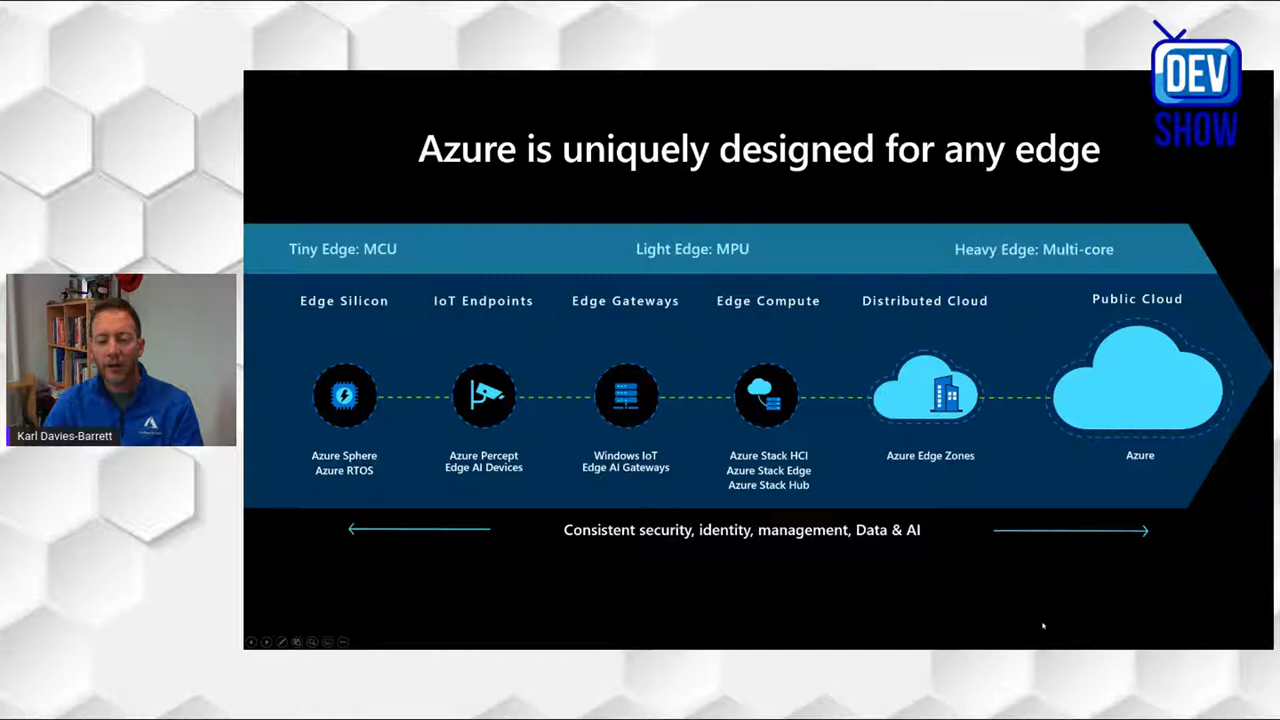 DEV
SHOW
Azure is uniquely designed for any edge
Tiny Edge: MCU
Light Edge: MPU
Heavy Edge: Multi-core
Edge Silicon
IoT Endpoints
Edge Gateways
Edge Compute
Distributed Cloud
Public Cloud
Azure Sphere
Azure RTOS
Azure Percept
Edge AI Devices
Windows IoT
Edge AI Gateways
Azure Stack HCI
Azure Stack Edge
Azure Stack Hub
Azure Edge Zones
Azure
Consistent security, identity, management, Data & AI
Karl Davies-Barrett